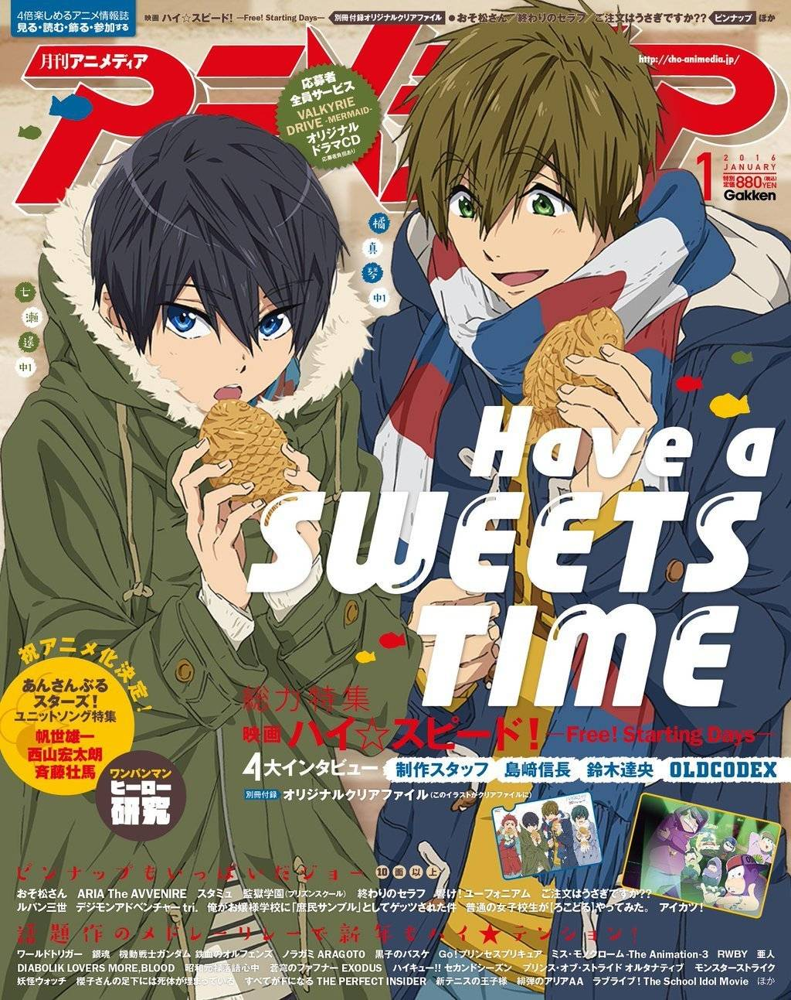 4倍楽しめるアニメ情報誌
見る・読む・飾る・参加する
映画 ハイ☆スピード! —Free! Starting Days— 別冊付録オリジナルクリアファイル ●おそ松さん/終わりのセラフ/ご注文はうさぎですか?? ピンナップ ほか
月刊アニメディア
http://cho-animedia.jp/
アニメディア
応募者
全員サービス
VALKYRIE
DRIVE -MERMAID-
オリジナル
ドラマCD
応募者負担あり
1
2016
JANUARY
特別定価880YEN(税込)
Gakken
橘真琴 中1
七瀬遙 中1
Have a
SWEETS
TIME
祝アニメ化決定!
あんさんぶる
スターズ!
ユニットソング特集
帆世雄一
西山宏太朗
斉藤壮馬
ワンパンマン
ヒーロー
研究
総力特集
映画 ハイ☆スピード! —Free! Starting Days—
4大インタビュー 制作スタッフ 島﨑信長 鈴木達央 OLDCODEX
別冊付録 オリジナルクリアファイル(このイラストがクリアファイルに)
ピンナップもいっぱいだジョー 10面以上
おそ松さん ARIA The AVVENIRE スタミュ 監獄学園(プリズンスクール) 終わりのセラフ 響け!ユーフォニアム ご注文はうさぎですか??
ルパン三世 デジモンアドベンチャー tri. 俺がお嬢様学校に「庶民サンプル」としてゲッツされた件 普通の女子校生が【ろこどる】やってみた。 アイカツ!
話題作のメドレーリレーで新年もハイ★テンション!
ワールドトリガー 銀魂 機動戦士ガンダム 鉄血のオルフェンズ ノラガミ ARAGOTO 黒子のバスケ Go!プリンセスプリキュア ミス・モノクローム -The Animation-3 RWBY 亜人
DIABOLIK LOVERS MORE,BLOOD 昭和元禄落語心中 蒼穹のファフナー EXODUS ハイキュー!! セカンドシーズン プリンス・オブ・ストライド オルタナティブ モンスターストライク
妖怪ウォッチ 櫻子さんの足下には死体が埋まっている すべてがFになる THE PERFECT INSIDER 新テニスの王子様 緋弾のアリアAA ラブライブ! The School Idol Movie ほか